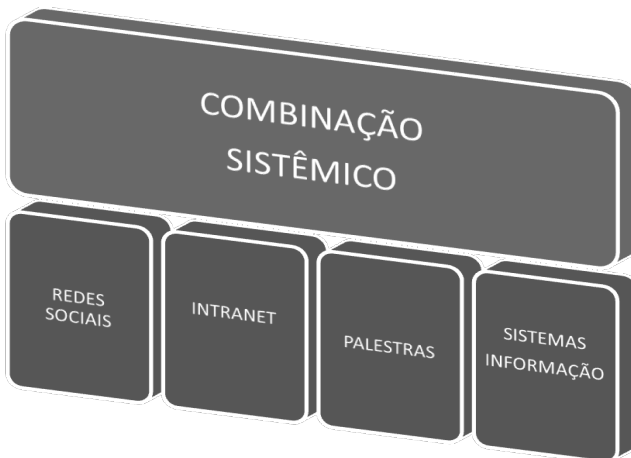 COMBINAÇÃO
SISTÊMICO
REDES
SOCIAIS
INTRANET
PALESTRAS
SISTEMAS
INFORMAÇÃO